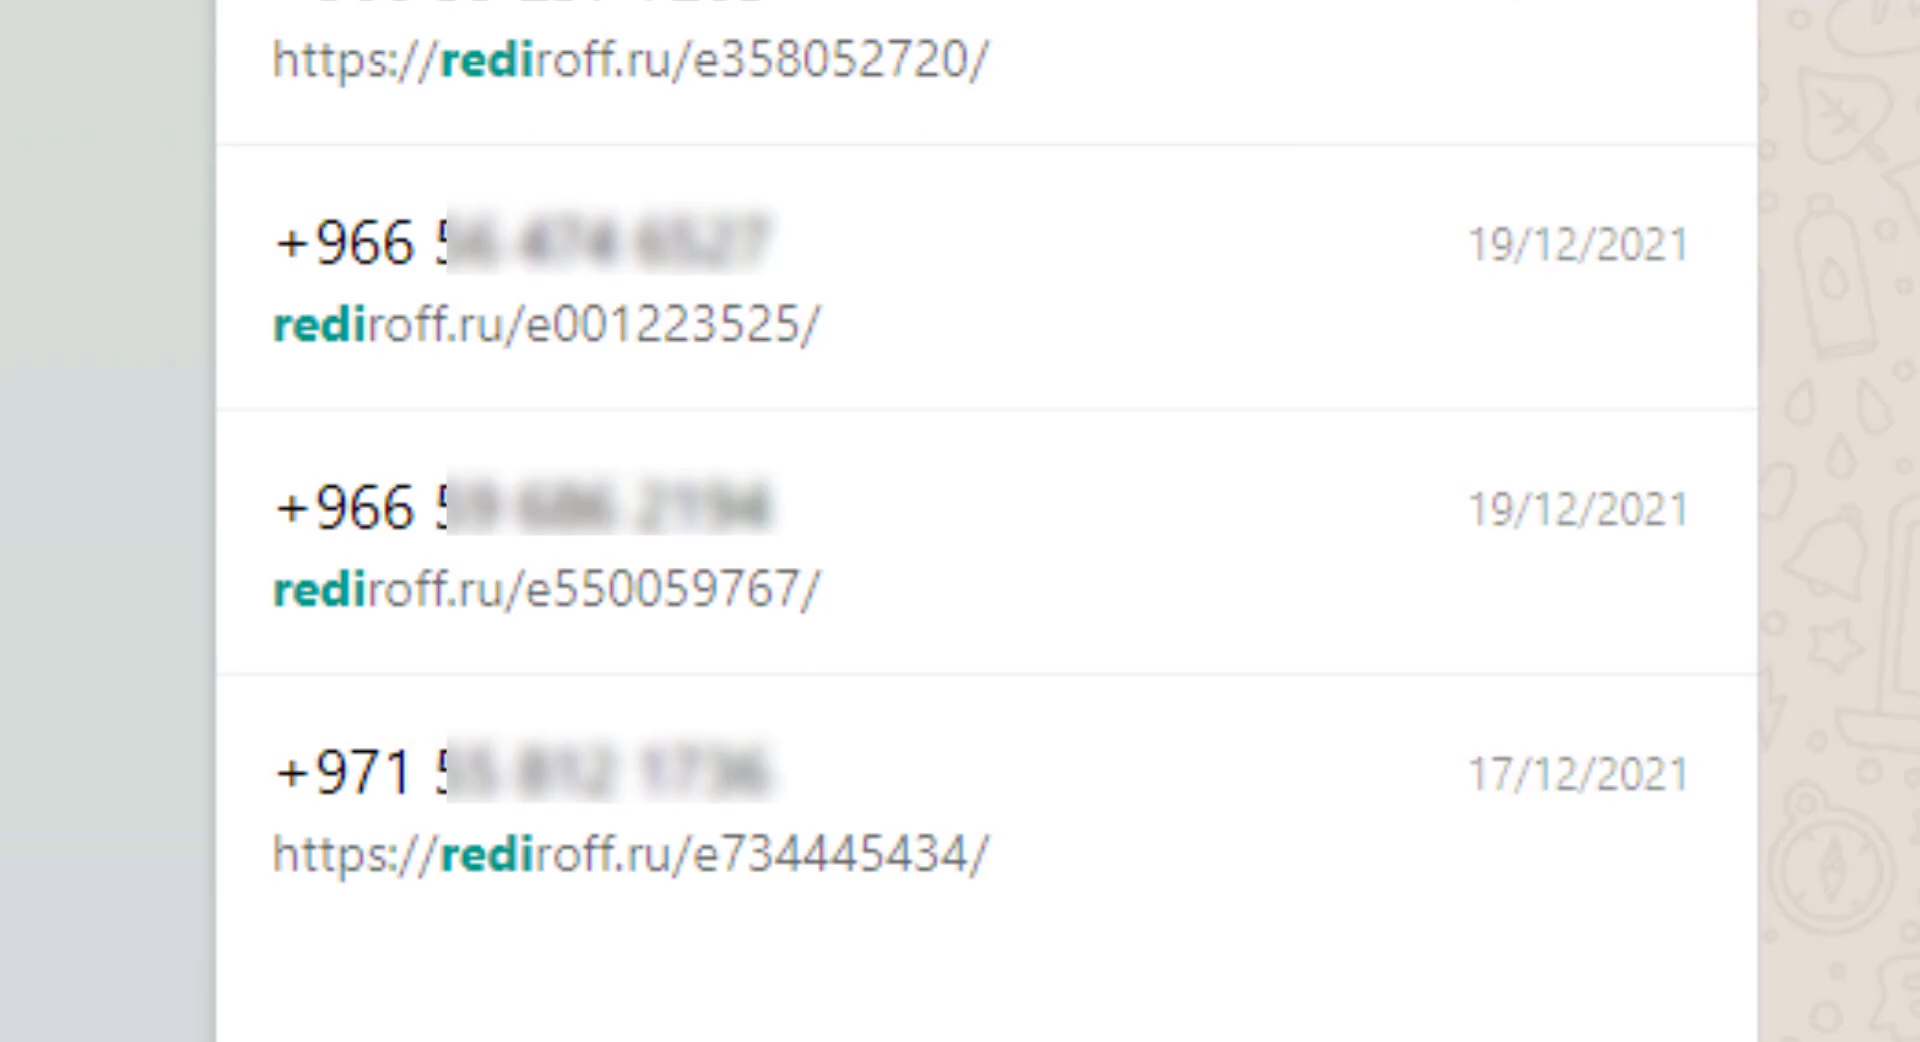 https://rediroff.ru/e358052720/
+966 5
19/12/2021
rediroff.ru/e001223525/
+966 5
19/12/2021
rediroff.ru/e550059767/
+971 5
17/12/2021
https://rediroff.ru/e734445434/